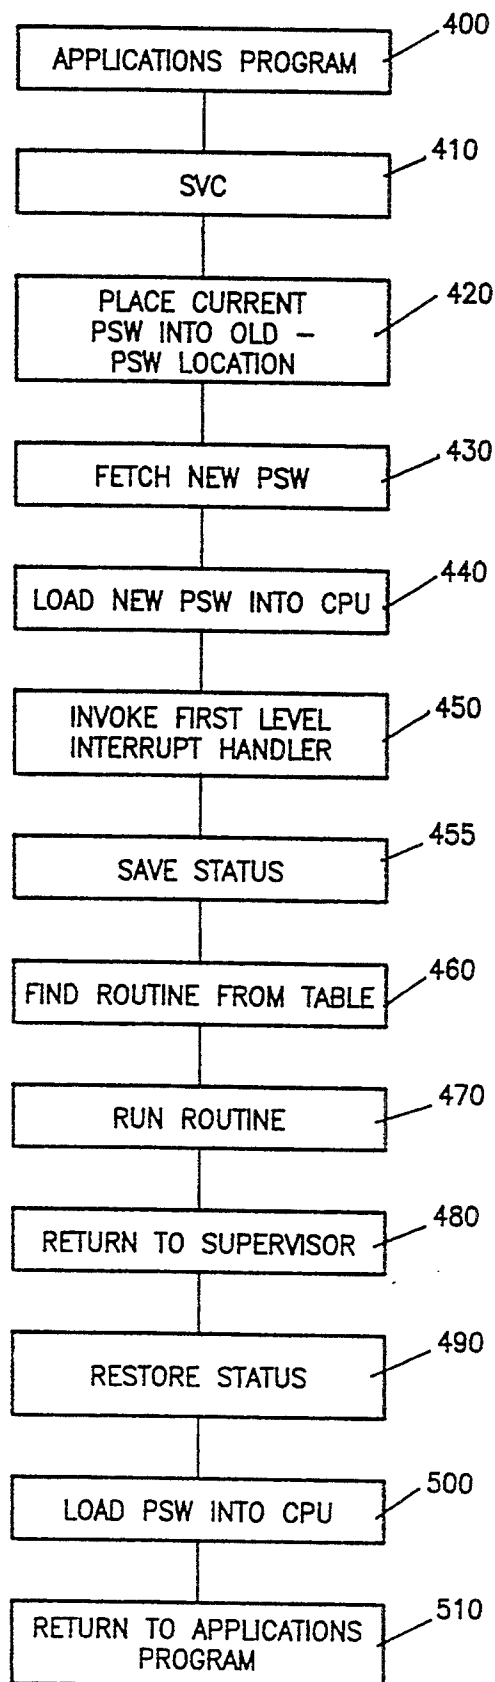 400
APPLICATIONS PROGRAM
410
SVC
PLACE CURRENT
PSW INTO OLD –
PSW LOCATION
420
FETCH NEW PSW
430
LOAD NEW PSW INTO CPU
440
INVOKE FIRST LEVEL
INTERRUPT HANDLER
450
SAVE STATUS
455
FIND ROUTINE FROM TABLE
460
RUN ROUTINE
470
RETURN TO SUPERVISOR
480
RESTORE STATUS
490
LOAD PSW INTO CPU
500
RETURN TO APPLICATIONS
PROGRAM
510